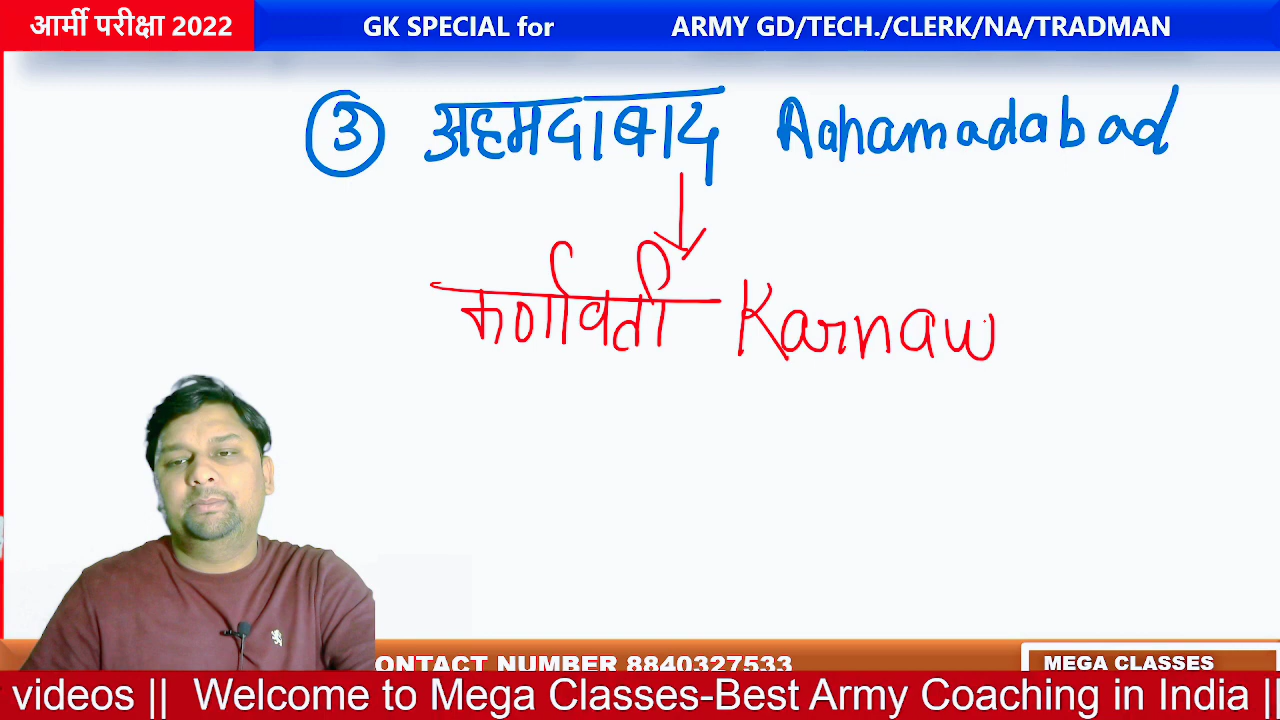 आर्मी परीक्षा 2022 GK SPECIAL for ARMY GD/TECH./CLERK/NA/TRADMAN
3 अहमदाबाद Aahamadabad
कर्णावती Karnaw
ONTACT NUMBER 8840327533 MEGA CLASSES
videos || Welcome to Mega Classes-Best Army Coaching in India ||